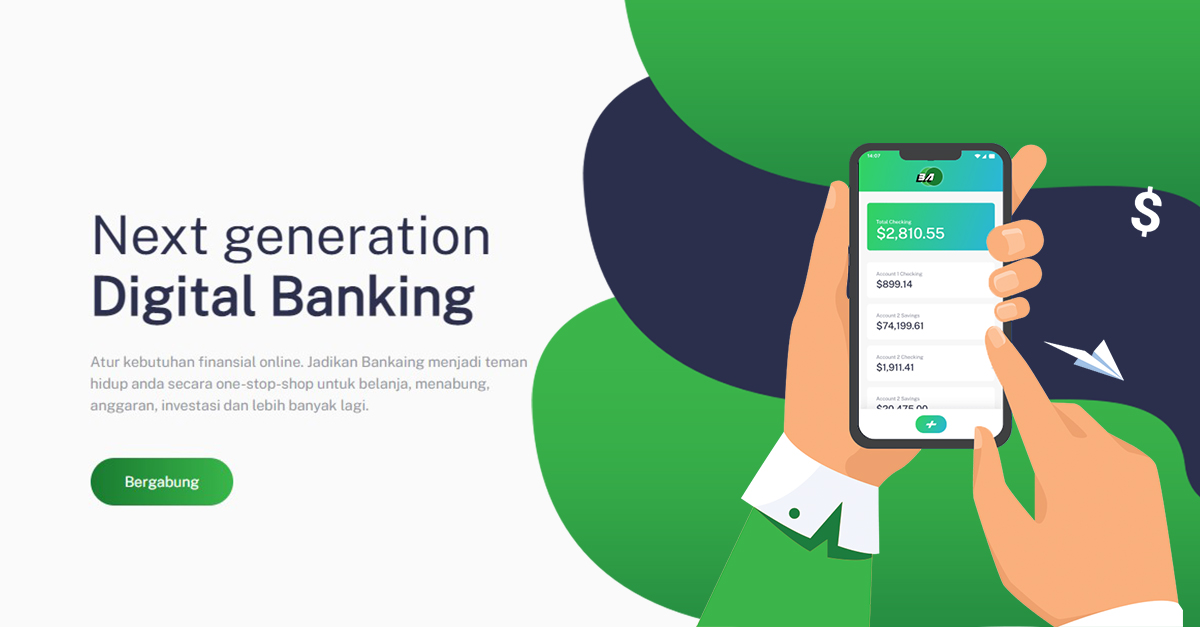 Next generation
Digital Banking
Atur kebutuhan finansial online. Jadikan Bankaing menjadi teman
hidup anda secara one-stop-shop untuk belanja, menabung,
anggaran, investasi dan lebih banyak lagi.
Bergabung
14:07
BA
Total Checking
$2,810.55
Account 1 Checking
$899.14
Account 2 Savings
$74,199.61
Account 2 Checking
$1,911.41
Account 2 Savings
$20,475.00
$